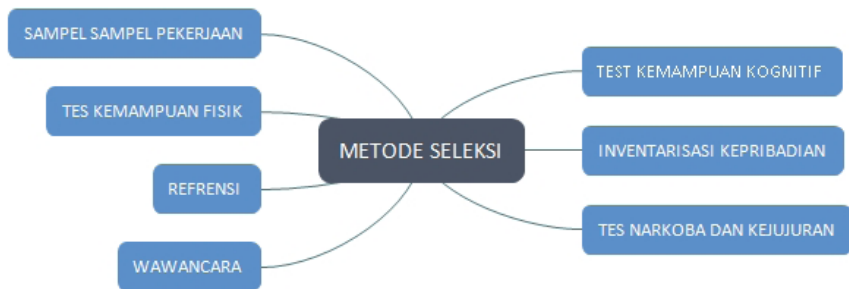 SAMPEL SAMPEL PEKERJAAN
TES KEMAMPUAN FISIK
REFRENSI
WAWANCARA
METODE SELEKSI
TEST KEMAMPUAN KOGNITIF
INVENTARISASI KEPRIBADIAN
TES NARKOBA DAN KEJUJURAN